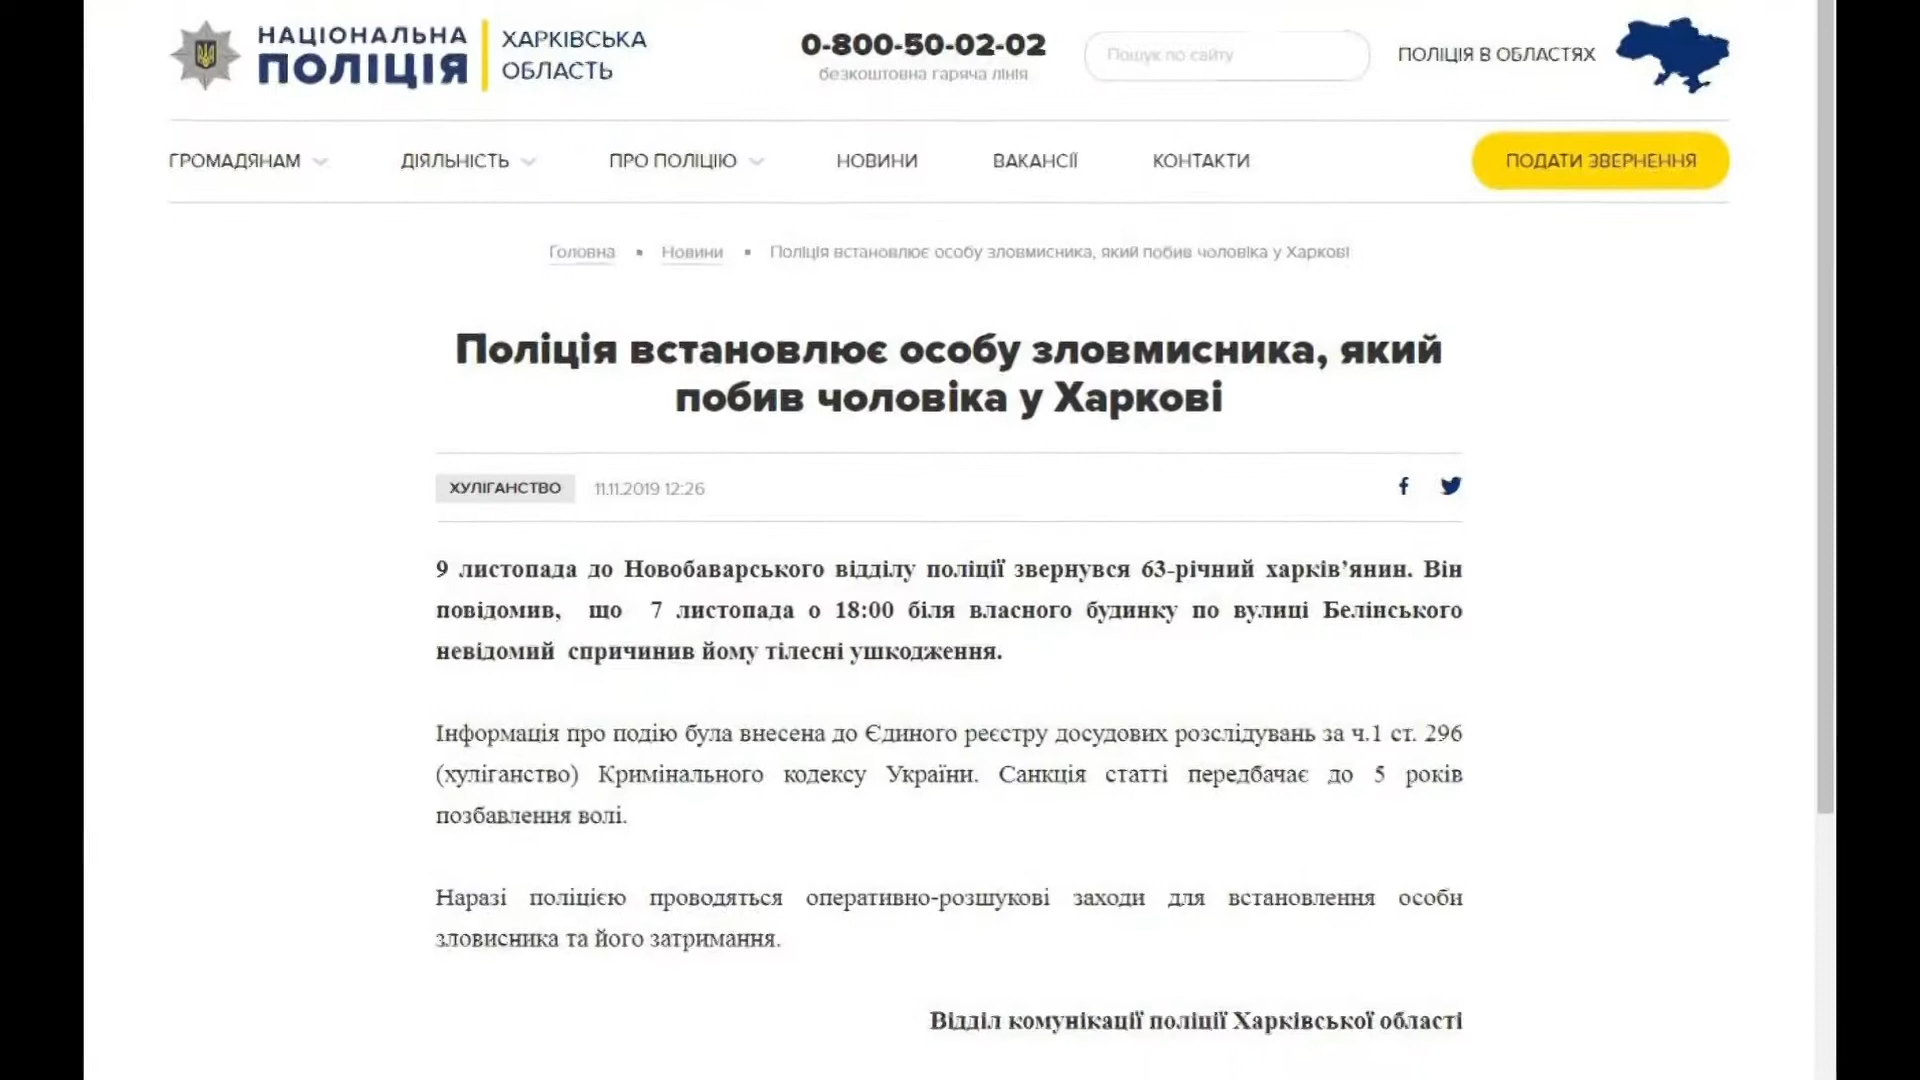 НАЦІОНАЛЬНА
ПОЛІЦІЯ
ХАРКІВСЬКА
ОБЛАСТЬ
0-800-50-02-02
безкоштовна гаряча лінія
Пошук по сайту
ПОЛІЦІЯ В ОБЛАСТЯХ
ГРОМАДЯНАМ
ДІЯЛЬНІСТЬ
ПРО ПОЛІЦІЮ
НОВИНИ
ВАКАНСІЇ
КОНТАКТИ
ПОДАТИ ЗВЕРНЕННЯ
Головна ▪ Новини ▪ Поліція встановлює особу зловмисника, який побив чоловіка у Харкові
Поліція встановлює особу зловмисника, який
побив чоловіка у Харкові
ХУЛІГАНСТВО
11.11.2019 12:26
9 листопада до Новобаварського відділу поліції звернувся 63-річний харків’янин. Він
повідомив, що 7 листопада о 18:00 біля власного будинку по вулиці Белінського
невідомий спричинив йому тілесні ушкодження.
Інформація про подію була внесена до Єдиного реєстру досудових розслідувань за ч.1 ст. 296
(хуліганство) Кримінального кодексу України. Санкція статті передбачає до 5 років
позбавлення волі.
Наразі поліцією проводяться оперативно-розшукові заходи для встановлення особи
зловисника та його затримання.
Відділ комунікації поліції Харківської області